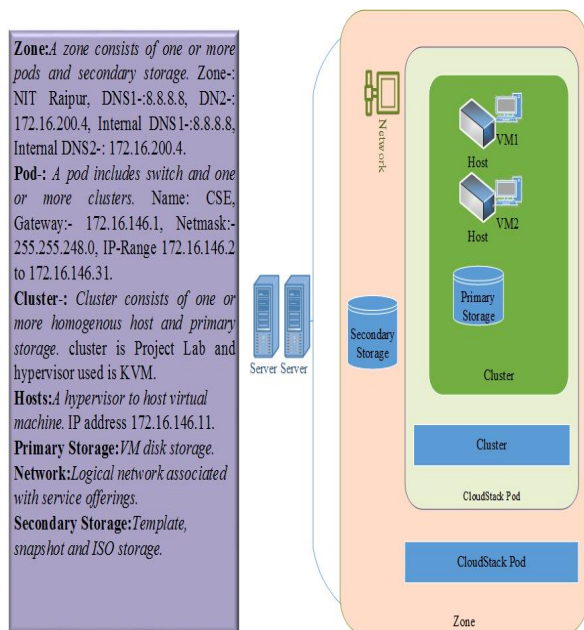 Zone:A zone consists of one or more
pods and secondary storage. Zone-:
NIT Raipur, DNS1-:8.8.8.8, DN2-:
172.16.200.4, Internal DNS1-:8.8.8.8,
Internal DNS2-: 172.16.200.4.
Pod-: A pod includes switch and one
or more clusters. Name: CSE,
Gateway:- 172.16.146.1, Netmask:-
255.255.248.0, IP-Range 172.16.146.2
to 172.16.146.31.
Cluster-: Cluster consists of one or
more homogenous host and primary
storage. cluster is Project Lab and
hypervisor used is KVM.
Hosts:A hypervisor to host virtual
machine. IP address 172.16.146.11.
Primary Storage:VM disk storage.
Network:Logical network associated
with service offerings.
Secondary Storage:Template,
snapshot and ISO storage.
Server Server
Network
Secondary
Storage
VM1
Host
VM2
Host
Primary
Storage
Cluster
Cluster
CloudStack Pod
CloudStack Pod
Zone